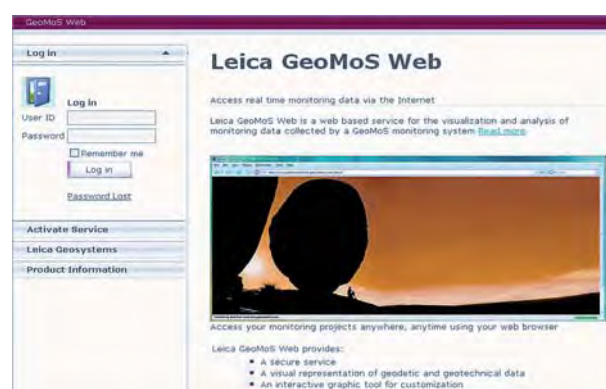 GeoMoS Web
Log in
Leica GeoMoS Web
Log in
User ID
Password
Remember me
Log in
Password Lost
Activate Service
Leica Geosystems
Product Information
Access real time monitoring data via the Internet
Leica GeoMoS Web is a web based service for the visualization and analysis of
monitoring data collected by a GeoMoS monitoring system Read more
Access your monitoring projects anywhere, anytime using your web browser
Leica GeoMoS Web provides:
A secure service
A visual representation of geodetic and geotechnical data
An interactive graphic tool for customization